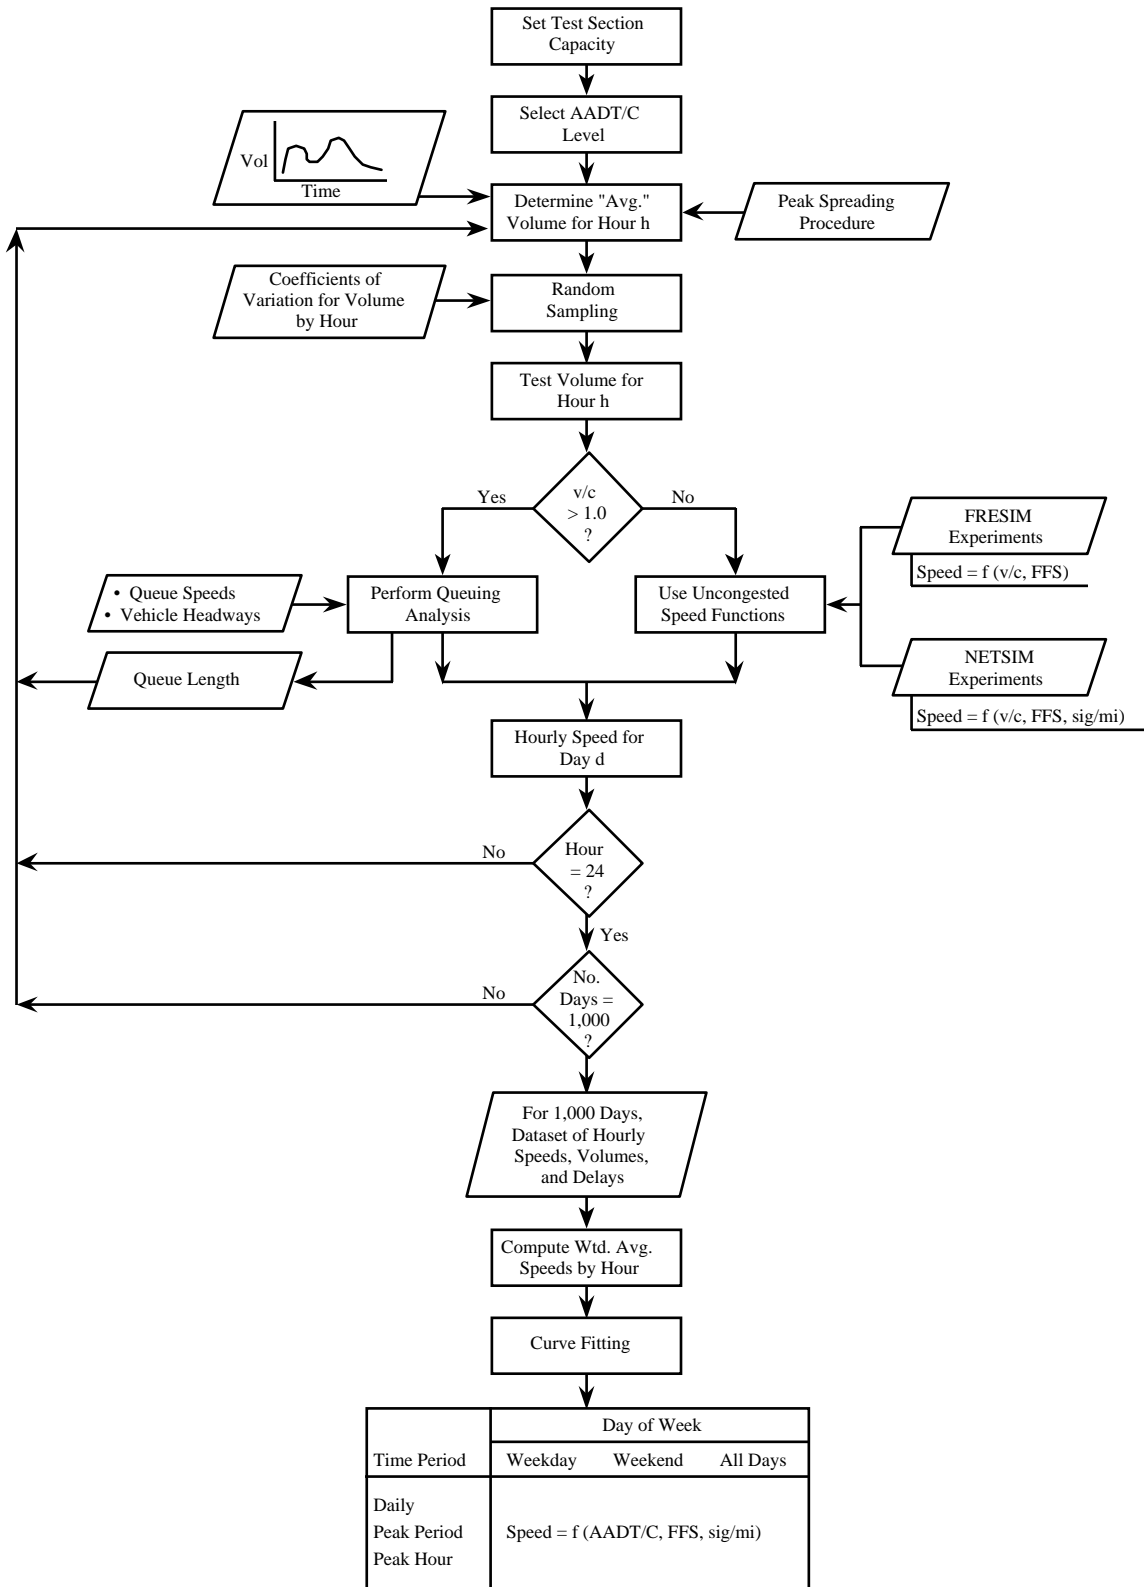 Set Test Section
Capacity
Select AADT/C
Level
Vol
Time
Determine "Avg."
Volume for Hour h
Peak Spreading
Procedure
Coefficients of
Variation for Volume
by Hour
Random
Sampling
Test Volume for
Hour h
v/c
> 1.0
?
Yes
No
FRESIM
Experiments
Speed = f (v/c, FFS)
• Queue Speeds
• Vehicle Headways
Perform Queuing
Analysis
Use Uncongested
Speed Functions
Queue Length
NETSIM
Experiments
Speed = f (v/c, FFS, sig/mi)
Hourly Speed for
Day d
Hour
= 24
?
No
Yes
No.
Days =
1,000
?
No
For 1,000 Days,
Dataset of Hourly
Speeds, Volumes,
and Delays
Compute Wtd. Avg.
Speeds by Hour
Curve Fitting
Day of Week
Time Period Weekday Weekend All Days
Daily
Peak Period Speed = f (AADT/C, FFS, sig/mi)
Peak Hour